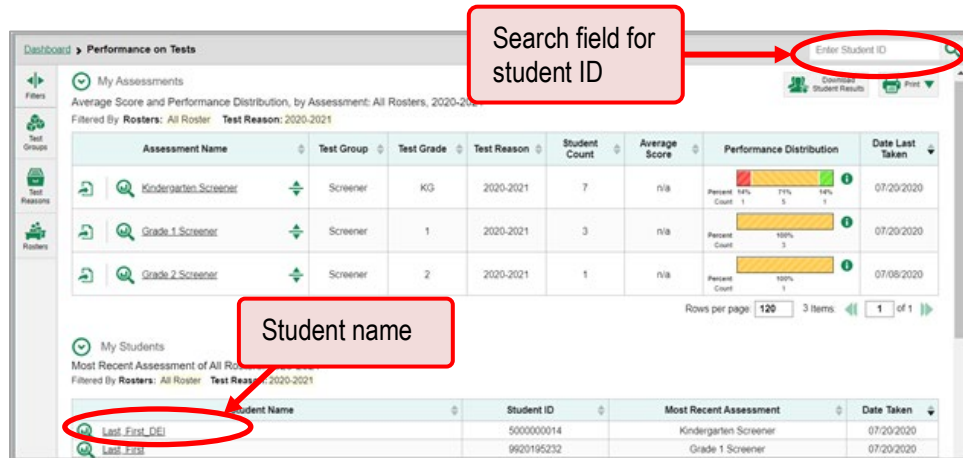 Search field for
student ID
Dashboard > Performance on Tests
Enter Student ID
Filters
Test
Groups
Test
Reasons
Rosters
My Assessments
Download
Student Results
Print
Average Score and Performance Distribution, by Assessment: All Rosters, 2020-2021
Filtered By Rosters: All Roster Test Reason: 2020-2021
Assessment Name Test Group Test Grade Test Reason Student Count Average Score Performance Distribution Date Last Taken
Kindergarten Screener Screener KG 2020-2021 7 n/a 07/20/2020
Percent 14% 71% 14%
Count 1 5 1
Grade 1 Screener Screener 1 2020-2021 3 n/a 07/20/2020
Percent 100%
Count 3
Grade 2 Screener Screener 2 2020-2021 1 n/a 07/08/2020
Percent 100%
Count 1
Rows per page: 120 3 Items: 1 of 1
Student name
My Students
Most Recent Assessment of All Ro
Filtered By Rosters: All Roster Test Reason: 2020-2021
Student Name Student ID Most Recent Assessment Date Taken
Last_First_DEI 5000000014 Kindergarten Screener 07/20/2020
Last_First 9920195232 Grade 1 Screener 07/20/2020